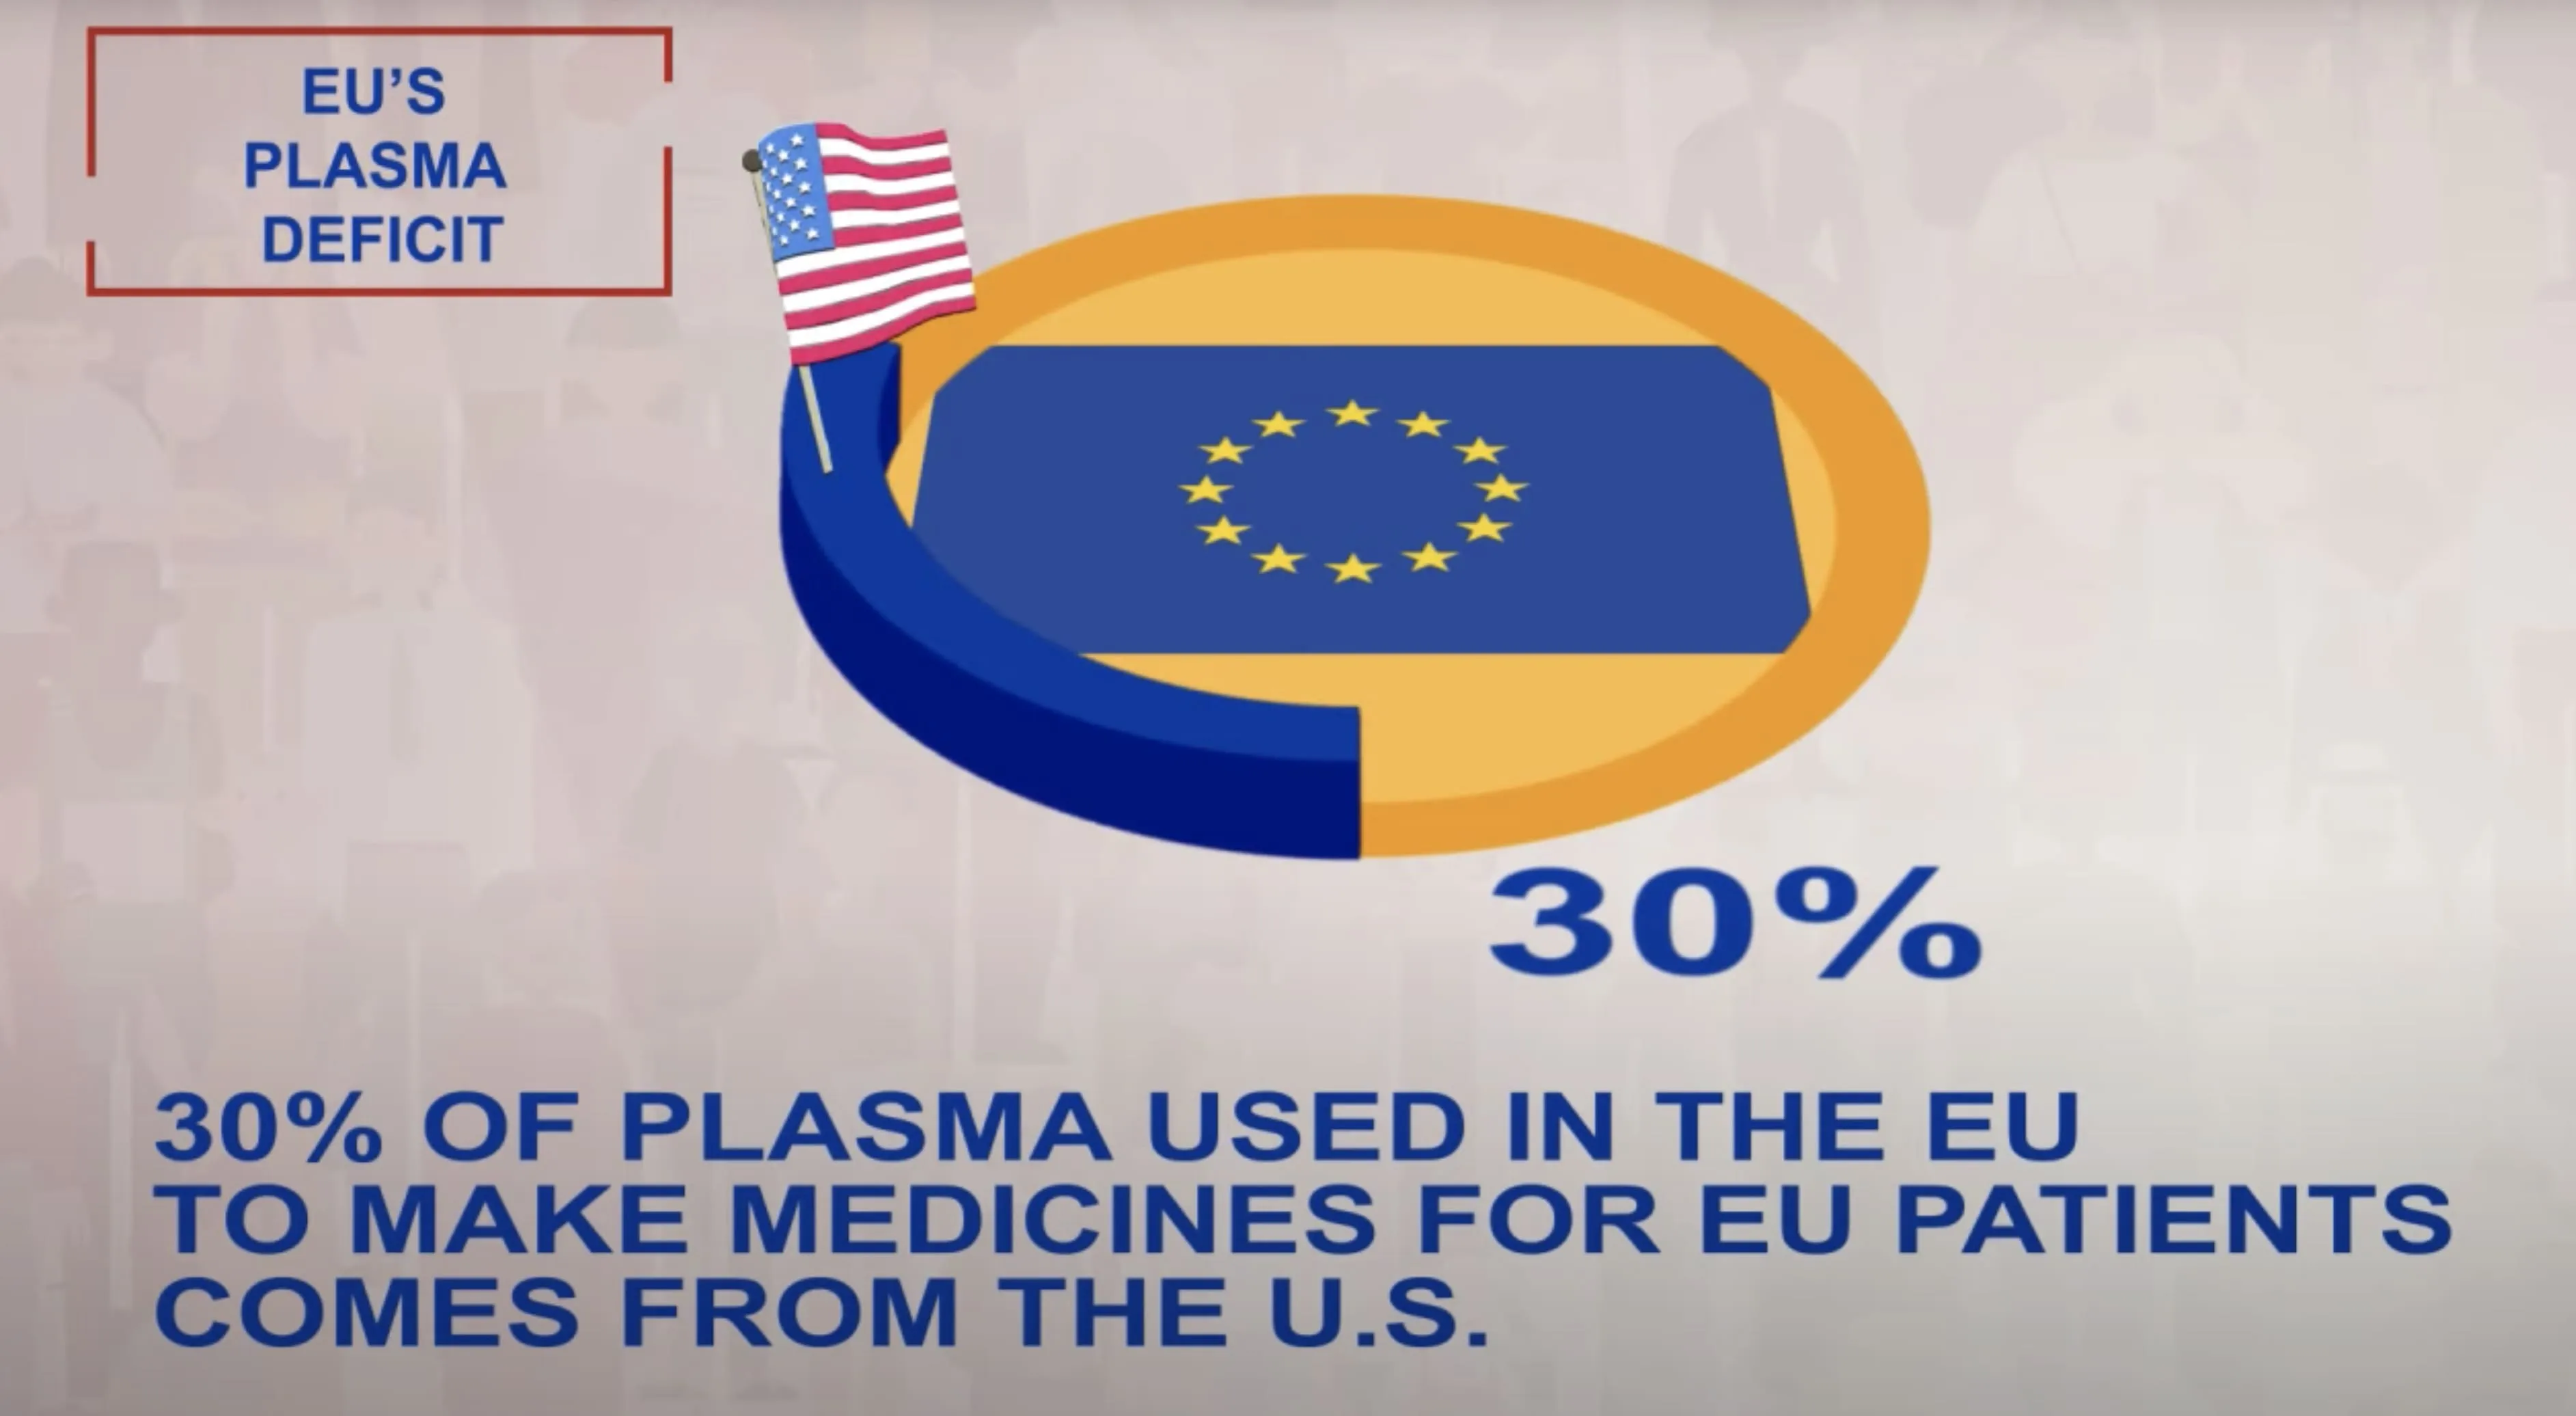 EU’S
PLASMA
DEFICIT
30%
30% OF PLASMA USED IN THE EU
TO MAKE MEDICINES FOR EU PATIENTS
COMES FROM THE U.S.